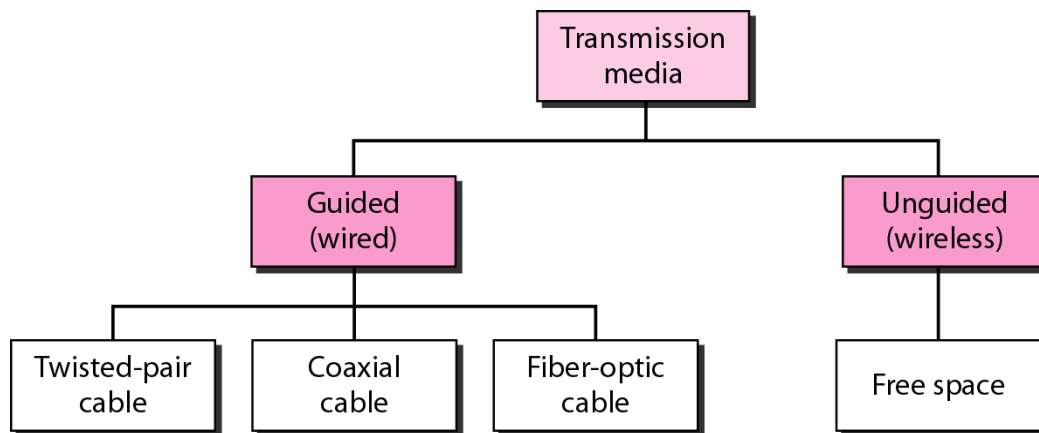 Transmission
media
Guided
(wired)
Unguided
(wireless)
Twisted-pair
cable
Coaxial
cable
Fiber-optic
cable
Free space